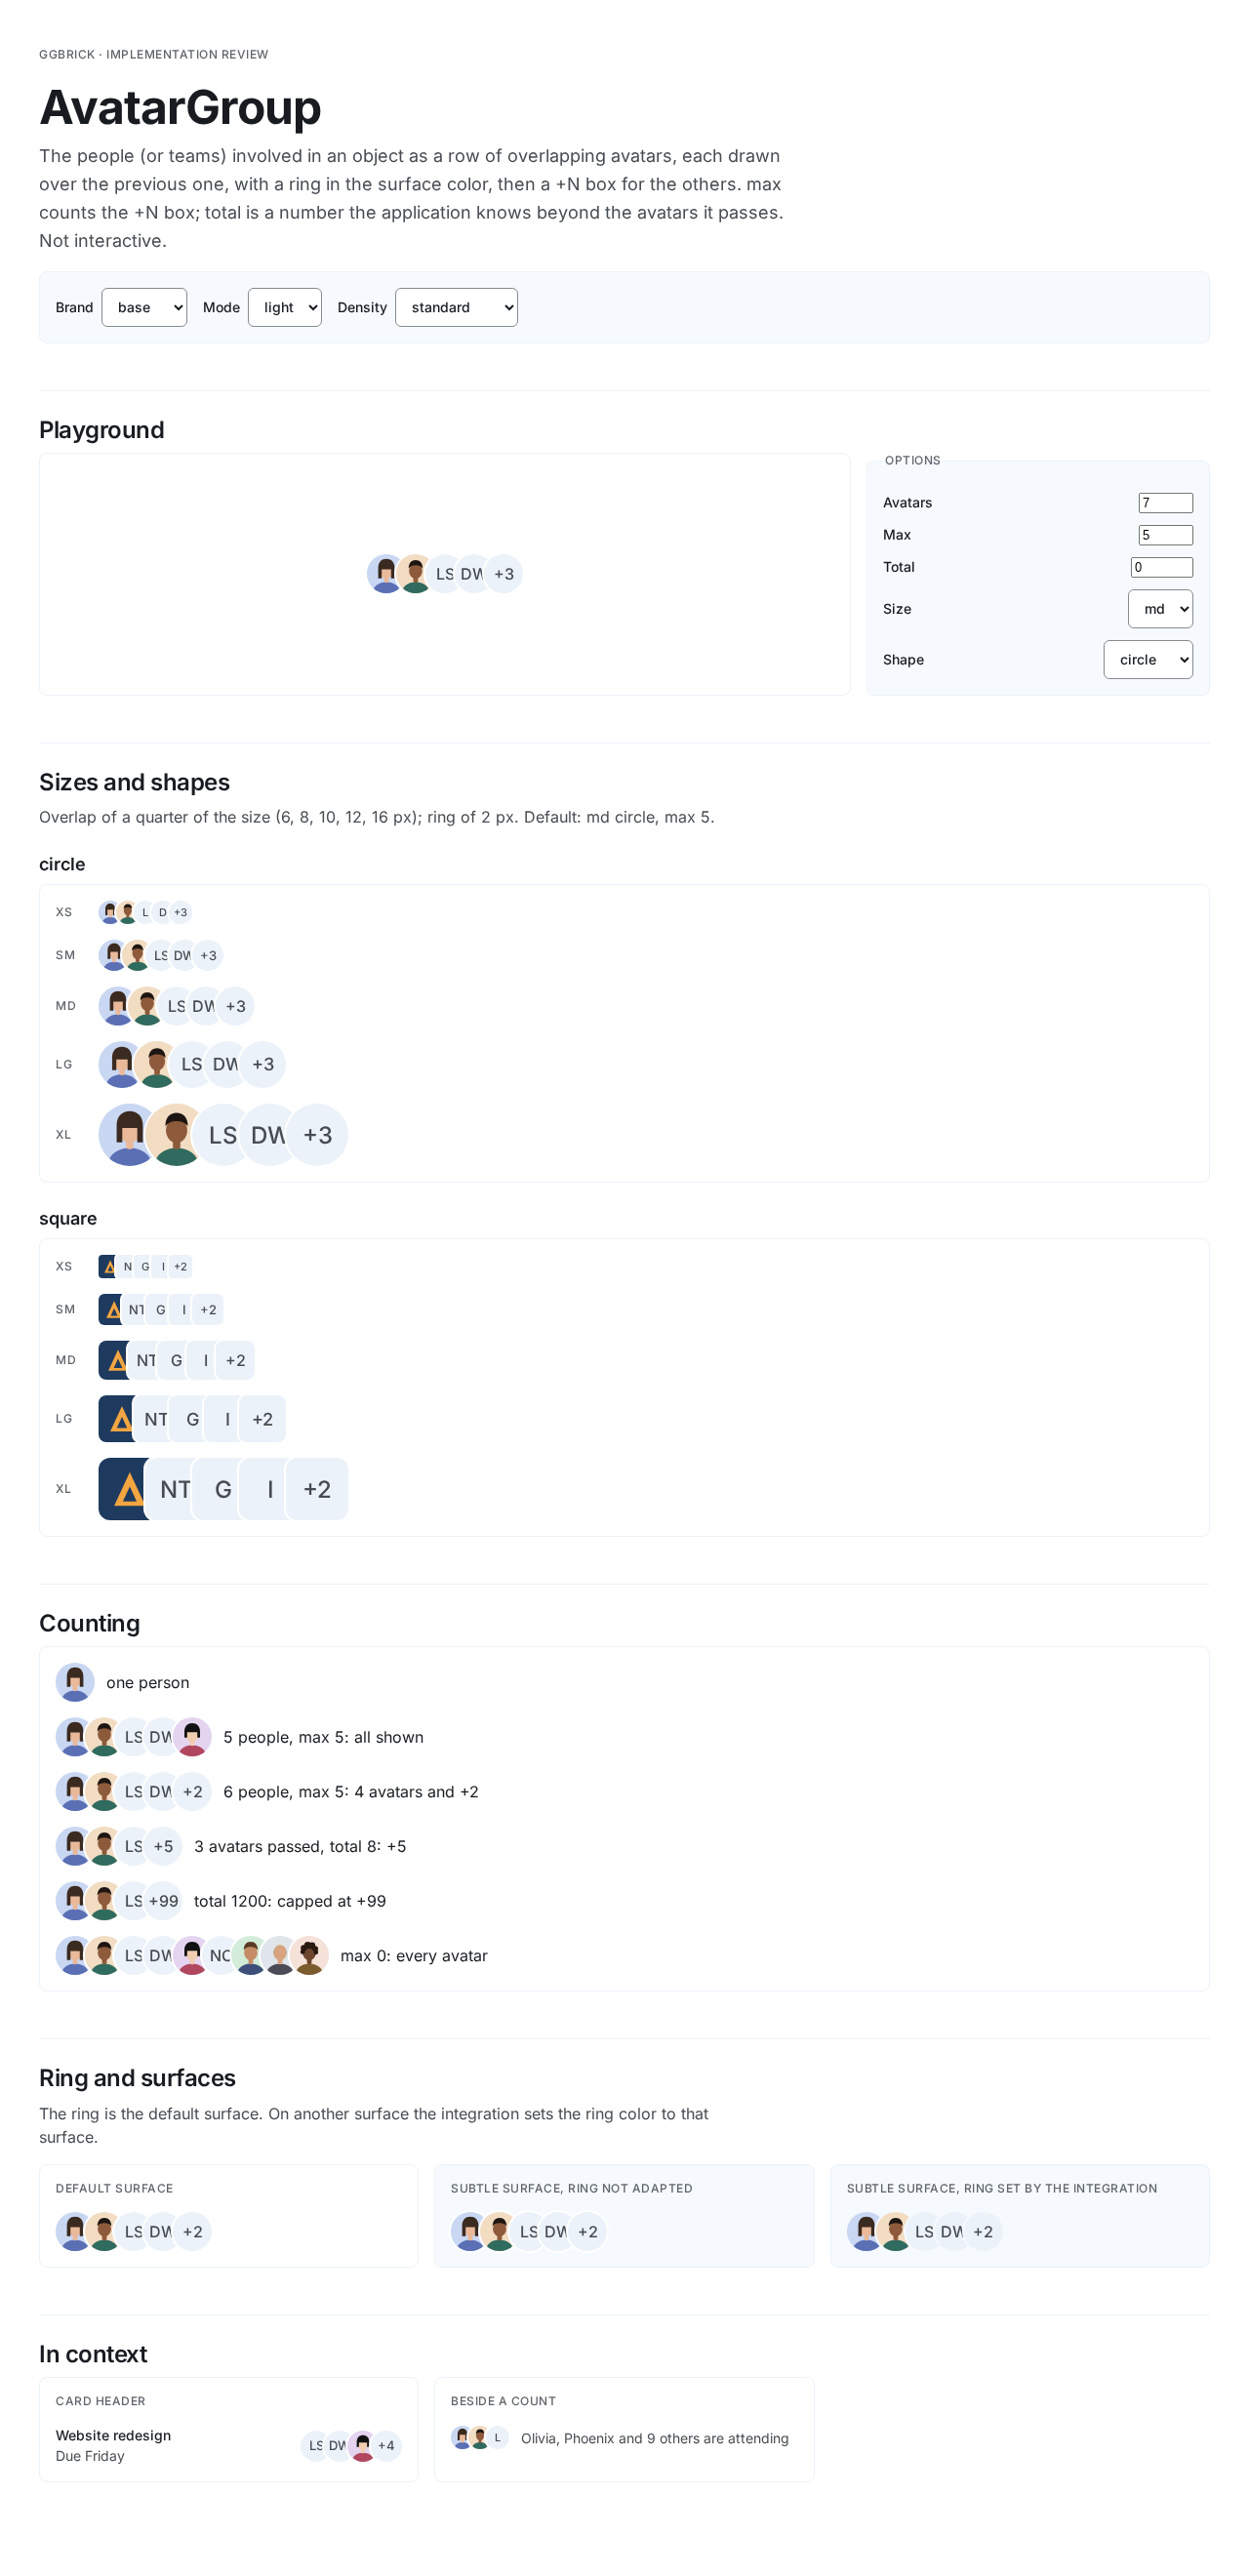 GGBRICK · IMPLEMENTATION REVIEW
AvatarGroup
The people (or teams) involved in an object as a row of overlapping avatars, each drawn
over the previous one, with a ring in the surface color, then a +N box for the others. max
counts the +N box; total is a number the application knows beyond the avatars it passes.
Not interactive.
Brand base Mode light Density standard
Playground
OPTIONS
Avatars 7
Max 5
Total 0
Size md
Shape circle
LS DW +3
Sizes and shapes
Overlap of a quarter of the size (6, 8, 10, 12, 16 px); ring of 2 px. Default: md circle, max 5.
circle
XS L D +3
SM LS DW +3
MD LS DW +3
LG LS DW +3
XL LS DW +3
square
XS N G I +2
SM NT G I +2
MD NT G I +2
LG NT G I +2
XL NT G I +2
Counting
one person
LS DW 5 people, max 5: all shown
LS DW +2 6 people, max 5: 4 avatars and +2
LS +5 3 avatars passed, total 8: +5
LS +99 total 1200: capped at +99
LS DW NC max 0: every avatar
Ring and surfaces
The ring is the default surface. On another surface the integration sets the ring color to that
surface.
DEFAULT SURFACE
LS DW +2
SUBTLE SURFACE, RING NOT ADAPTED
LS DW +2
SUBTLE SURFACE, RING SET BY THE INTEGRATION
LS DW +2
In context
CARD HEADER
Website redesign
Due Friday
LS DW +4
BESIDE A COUNT
L Olivia, Phoenix and 9 others are attending